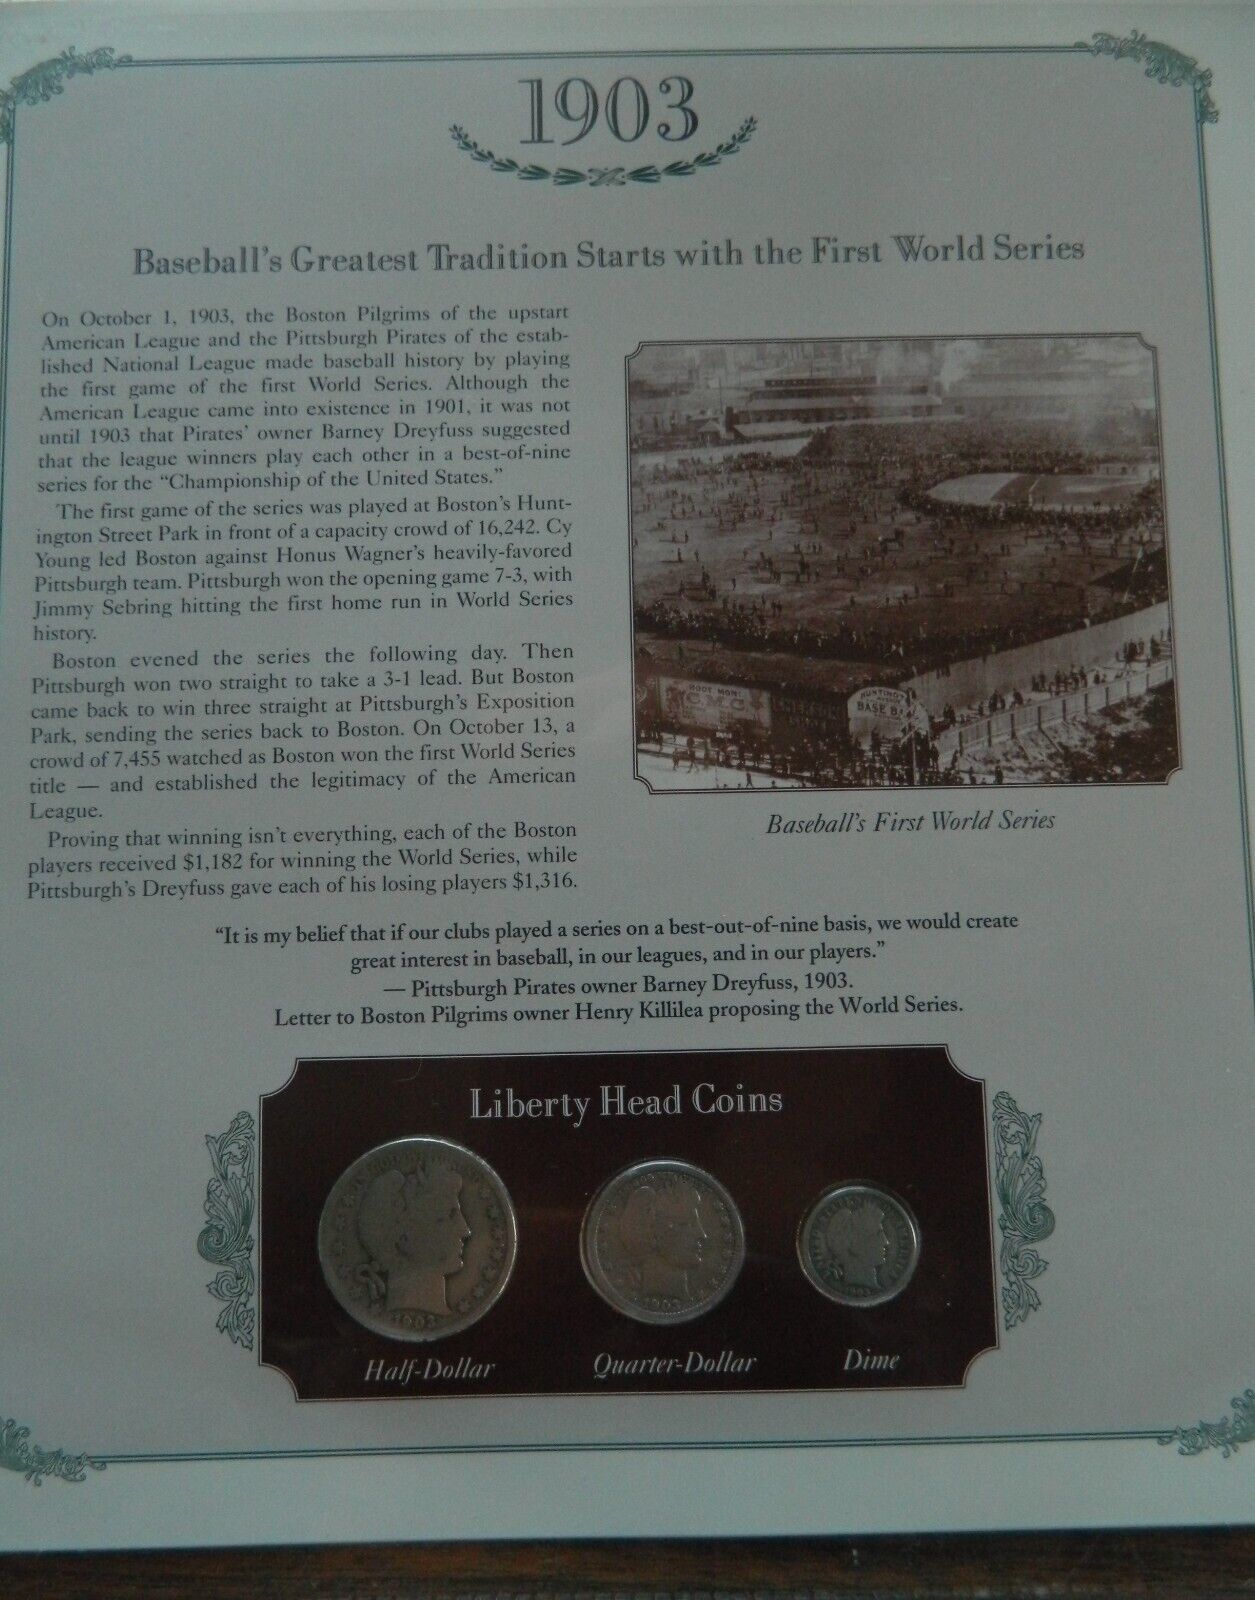 1903
Baseball's Greatest Tradition Starts with the First World Series
On October 1, 1903, the Boston Pilgrims of the upstart
American League and the Pittsburgh Pirates of the estab-
lished National League made baseball history by playing
the first game of the first World Series. Although the
American League came into existence in 1901, it was not
until 1903 that Pirates' owner Barney Dreyfuss suggested
that the league winners play each other in a best-of-nine
series for the “Championship of the United States.”
The first game of the series was played at Boston's Hunt-
ington Street Park in front of a capacity crowd of 16,242. Cy
Young led Boston against Honus Wagner's heavily-favored
Pittsburgh team. Pittsburgh won the opening game 7-3, with
Jimmy Sebring hitting the first home run in World Series
history.
Boston evened the series the following day. Then
Pittsburgh won two straight to take a 3-1 lead. But Boston
came back to win three straight at Pittsburgh's Exposition
Park, sending the series back to Boston. On October 13, a
crowd of 7,455 watched as Boston won the first World Series
title — and established the legitimacy of the American
League.
Proving that winning isn't everything, each of the Boston
players received $1,182 for winning the World Series, while
Pittsburgh's Dreyfuss gave each of his losing players $1,316.
HUNTING
BASE BA
C.M.C
Baseball's First World Series
“It is my belief that if our clubs played a series on a best-out-of-nine basis, we would create
great interest in baseball, in our leagues, and in our players.”
— Pittsburgh Pirates owner Barney Dreyfuss, 1903.
Letter to Boston Pilgrims owner Henry Killilea proposing the World Series.
Liberty Head Coins
1903
1903
1903
Half-Dollar
Quarter-Dollar
Dime